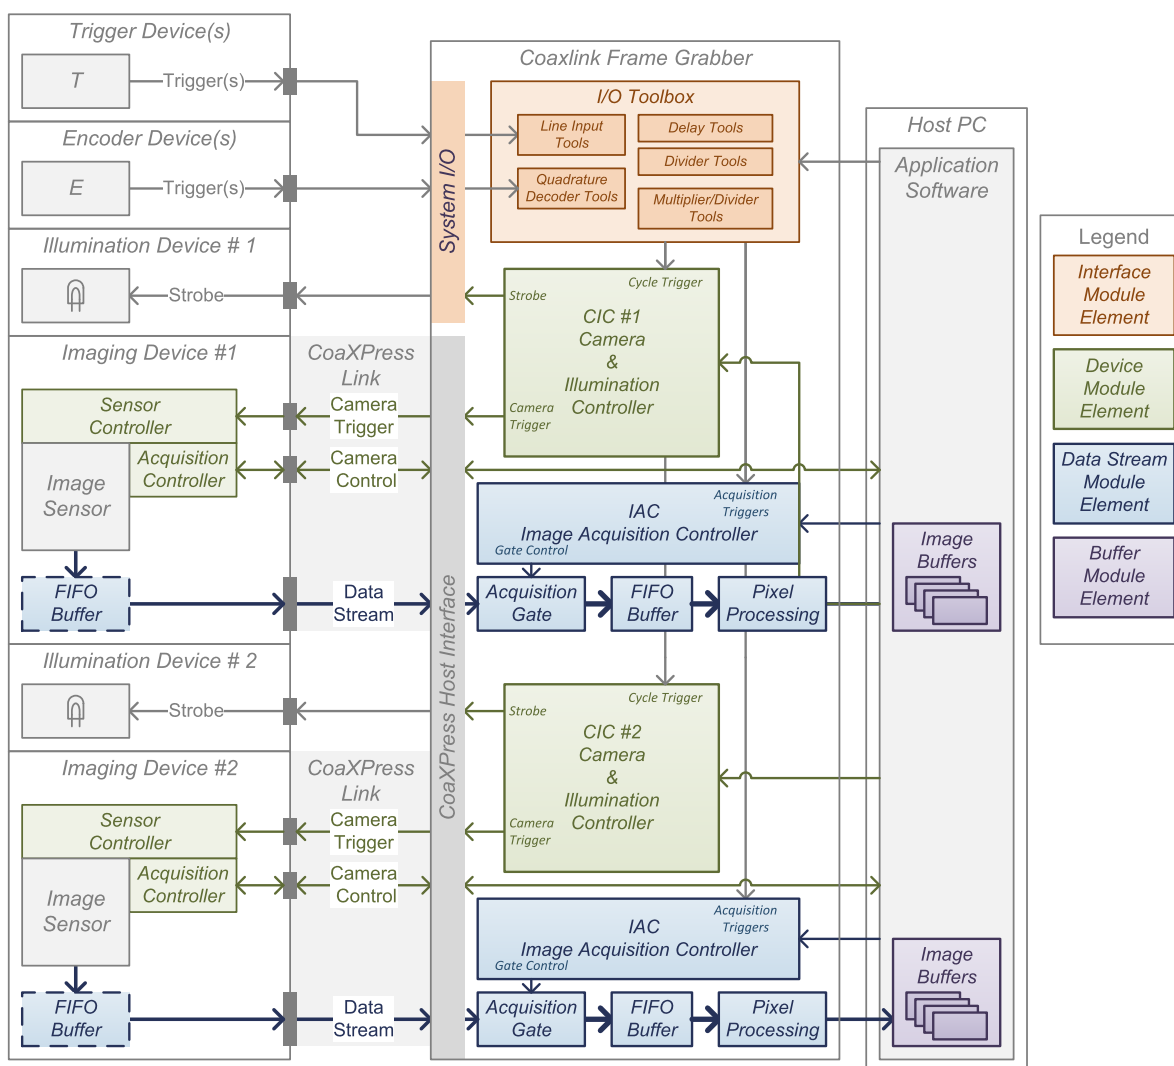 Trigger Device(s)
T
Trigger(s)
Encoder Device(s)
E
Trigger(s)
Illumination Device # 1
Strobe
Imaging Device #1
Sensor
Controller
Image
Sensor
Acquisition
Controller
FIFO
Buffer
CoaXPress
Link
Camera
Trigger
Camera
Control
Data
Stream
Illumination Device # 2
Strobe
Imaging Device #2
Sensor
Controller
Image
Sensor
Acquisition
Controller
FIFO
Buffer
CoaXPress
Link
Camera
Trigger
Camera
Control
Data
Stream
Coaxlink Frame Grabber
System I/O
CoaXPress Host Interface
I/O Toolbox
Line Input
Tools
Quadrature
Decoder Tools
Delay Tools
Divider Tools
Multiplier/Divider
Tools
Cycle Trigger
Strobe
CIC #1
Camera
&
Illumination
Controller
Camera
Trigger
Acquisition
Triggers
IAC
Image Acquisition Controller
Gate Control
Acquisition
Gate
FIFO
Buffer
Pixel
Processing
Cycle Trigger
Strobe
CIC #2
Camera
&
Illumination
Controller
Camera
Trigger
Acquisition
Triggers
IAC
Image Acquisition Controller
Gate Control
Acquisition
Gate
FIFO
Buffer
Pixel
Processing
Host PC
Application
Software
Image
Buffers
Image
Buffers
Legend
Interface
Module
Element
Device
Module
Element
Data Stream
Module
Element
Buffer
Module
Element